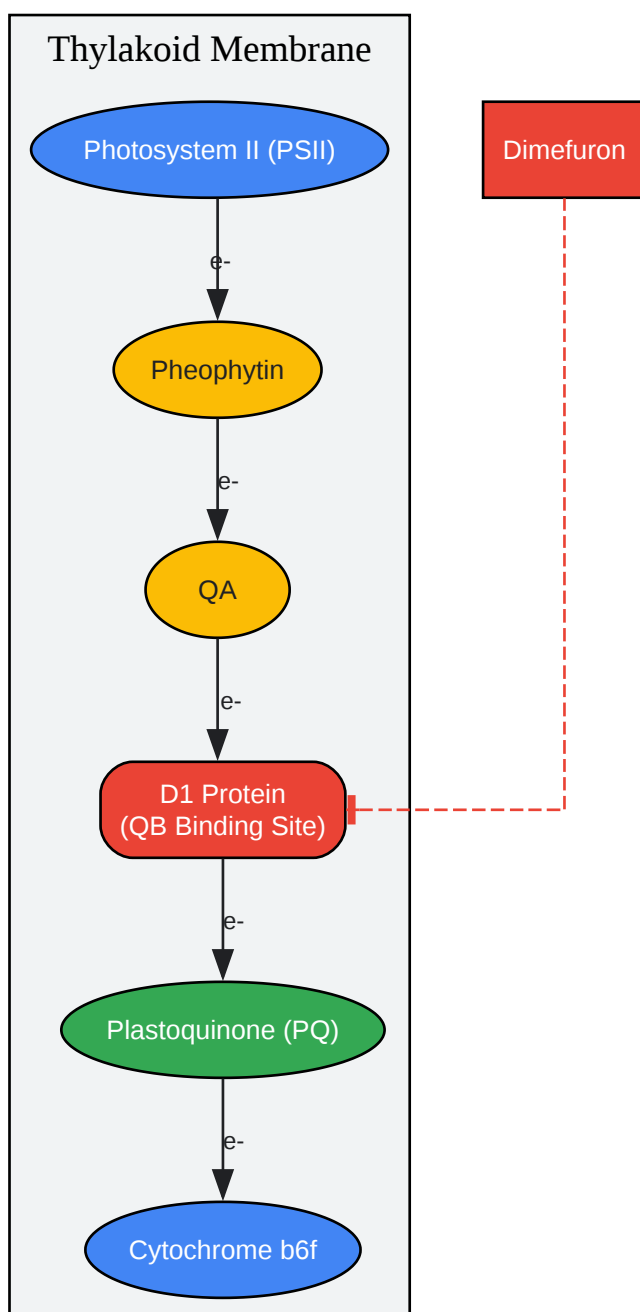 Thylakoid Membrane
Photosystem II (PSII)
Dimefuron
e-
Pheophytin
e-
QA
e-
D1 Protein
(QB Binding Site)
e-
Plastoquinone (PQ)
e-
Cytochrome b6f